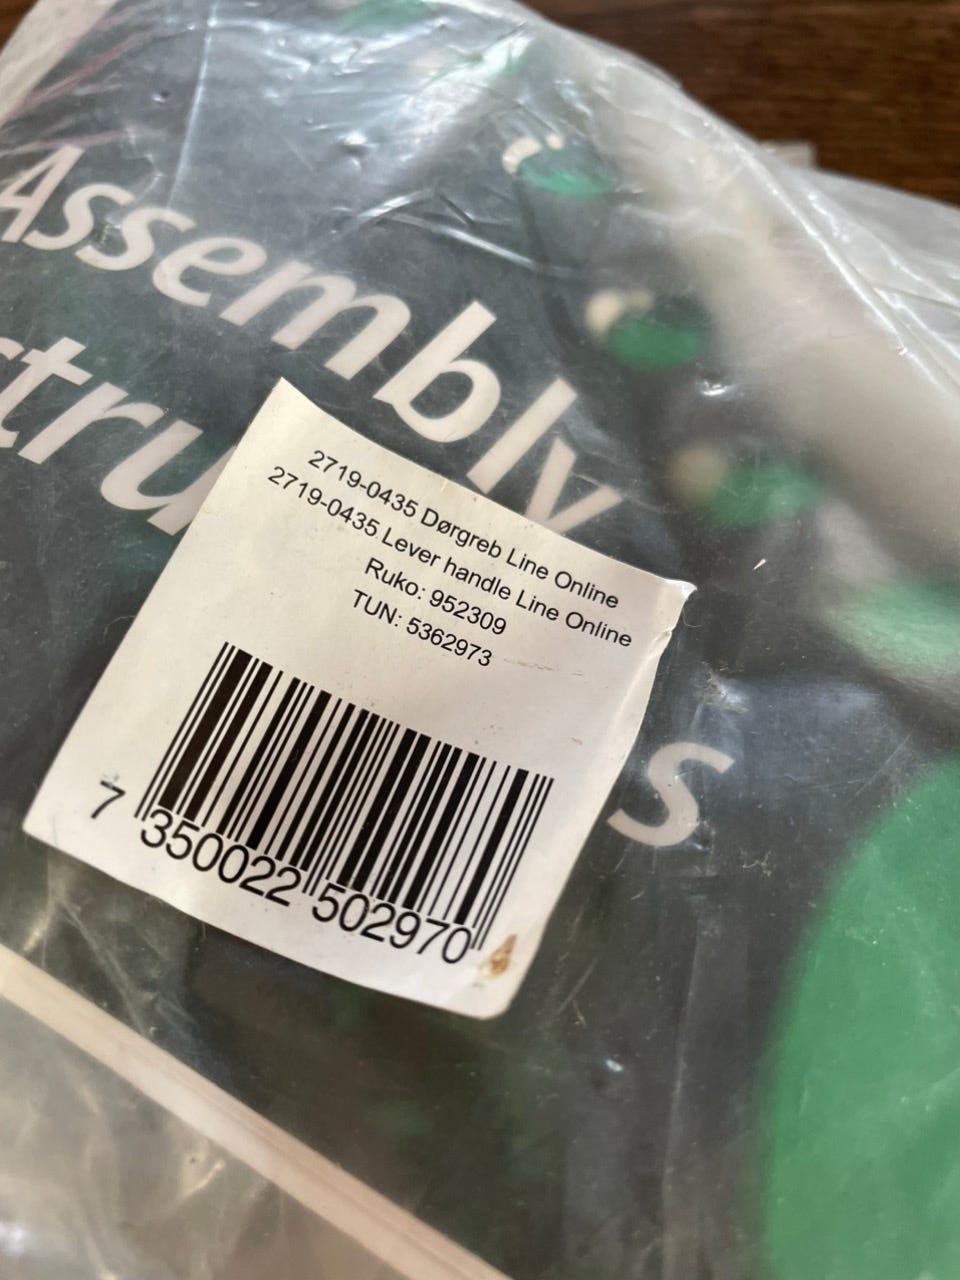 Assembly
2719-0435 Dørgreb Line Online
2719-0435 Lever handle Line Online
Ruko: 952309
TUN: 5362973
s
7 350022 502970